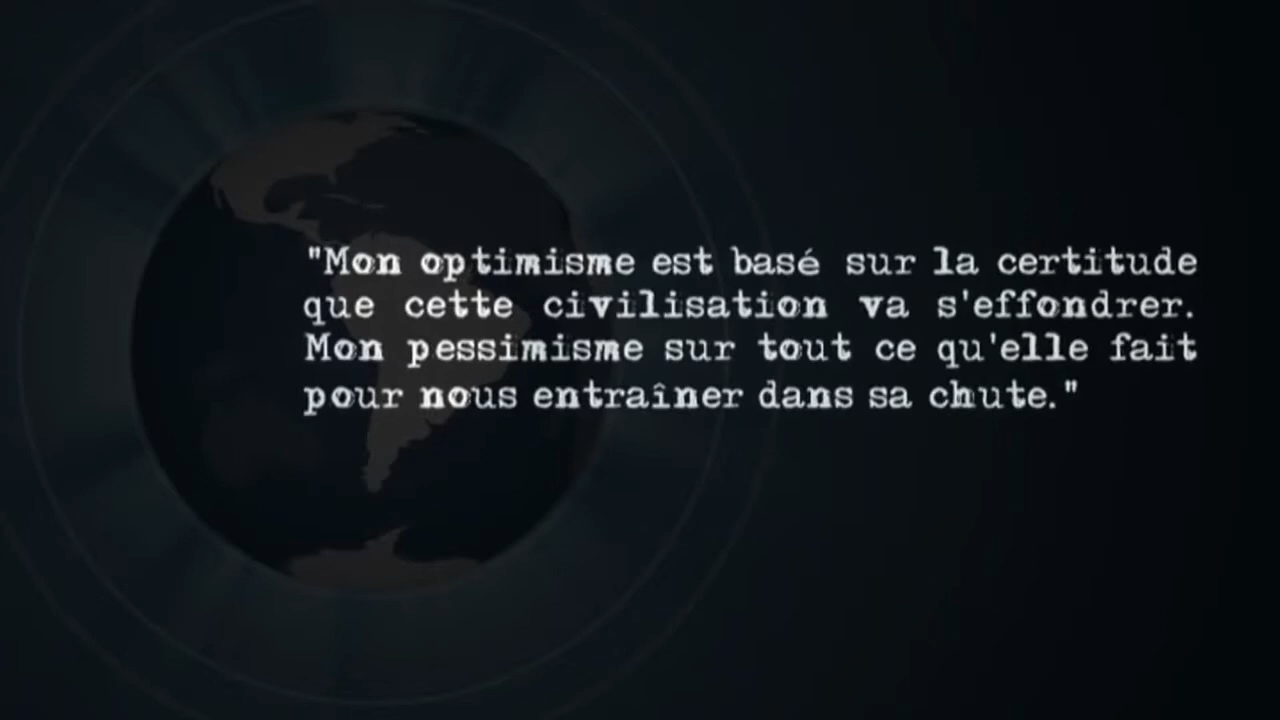 "Mon optimisme est basé sur la certitude
que cette civilisation va s'effondrer.
Mon pessimisme sur tout ce qu'elle fait
pour nous entraîner dans sa chute."